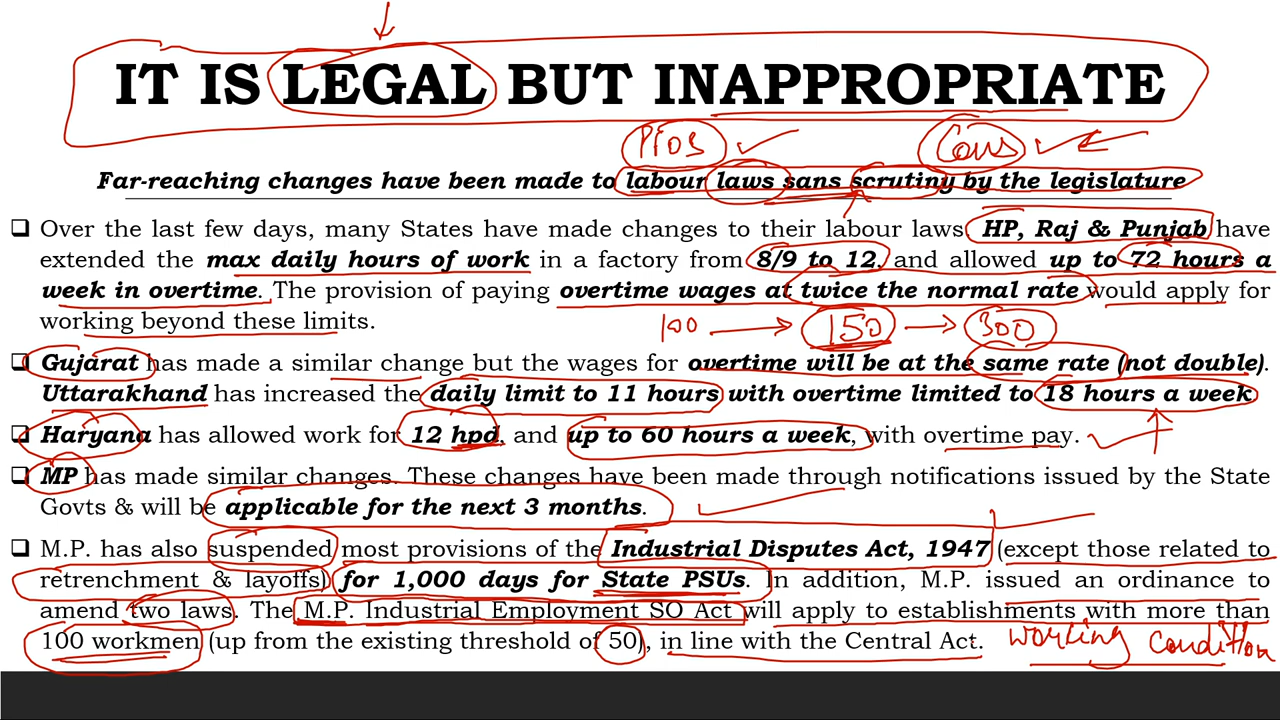 IT IS LEGAL BUT INAPPROPRIATE
Pros Cons
Far-reaching changes have been made to labour laws sans scrutiny by the legislature
❑ Over the last few days, many States have made changes to their labour laws. HP, Raj & Punjab have
extended the max daily hours of work in a factory from 8/9 to 12, and allowed up to 72 hours a
week in overtime. The provision of paying overtime wages at twice the normal rate would apply for
working beyond these limits.
100 → 150 → 300
❑ Gujarat has made a similar change but the wages for overtime will be at the same rate (not double).
Uttarakhand has increased the daily limit to 11 hours with overtime limited to 18 hours a week
❑ Haryana has allowed work for 12 hpd, and up to 60 hours a week, with overtime pay.
❑ MP has made similar changes. These changes have been made through notifications issued by the State
Govts & will be applicable for the next 3 months.
❑ M.P. has also suspended most provisions of the Industrial Disputes Act, 1947 (except those related to
retrenchment & layoffs) for 1,000 days for State PSUs. In addition, M.P. issued an ordinance to
amend two laws. The M.P. Industrial Employment SO Act will apply to establishments with more than
100 workmen (up from the existing threshold of 50), in line with the Central Act. working condition